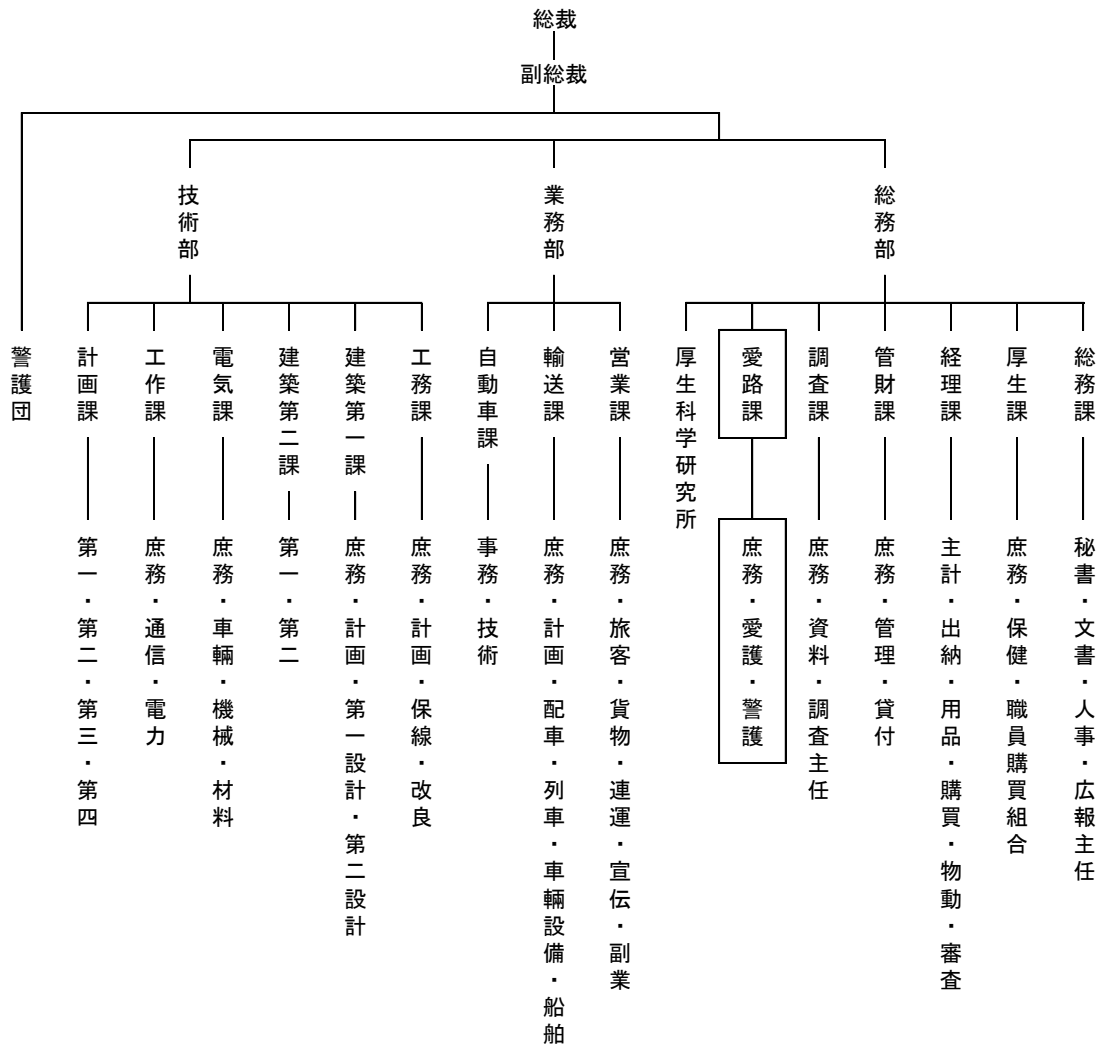 総裁
副総裁
総務部
業務部
技術部
総務課
厚生課
経理課
管財課
調査課
愛路課
厚生科学研究所
営業課
輸送課
自動車課
工務課
建築第一課
建築第二課
電気課
工作課
計画課
警護団
秘書・文書・人事・広報主任
庶務・保健・職員購買組合
主計・出納・用品・購買・物動・審査
庶務・管理・貸付
庶務・資料・調査主任
庶務・愛護・警護
庶務・旅客・貨物・連運・宣伝・副業
庶務・計画・配車・列車・車輛設備・船舶
事務・技術
庶務・計画・保線・改良
庶務・計画・第一設計・第二設計
第一・第二
庶務・車輛・機械・材料
庶務・通信・電力
第一・第二・第三・第四